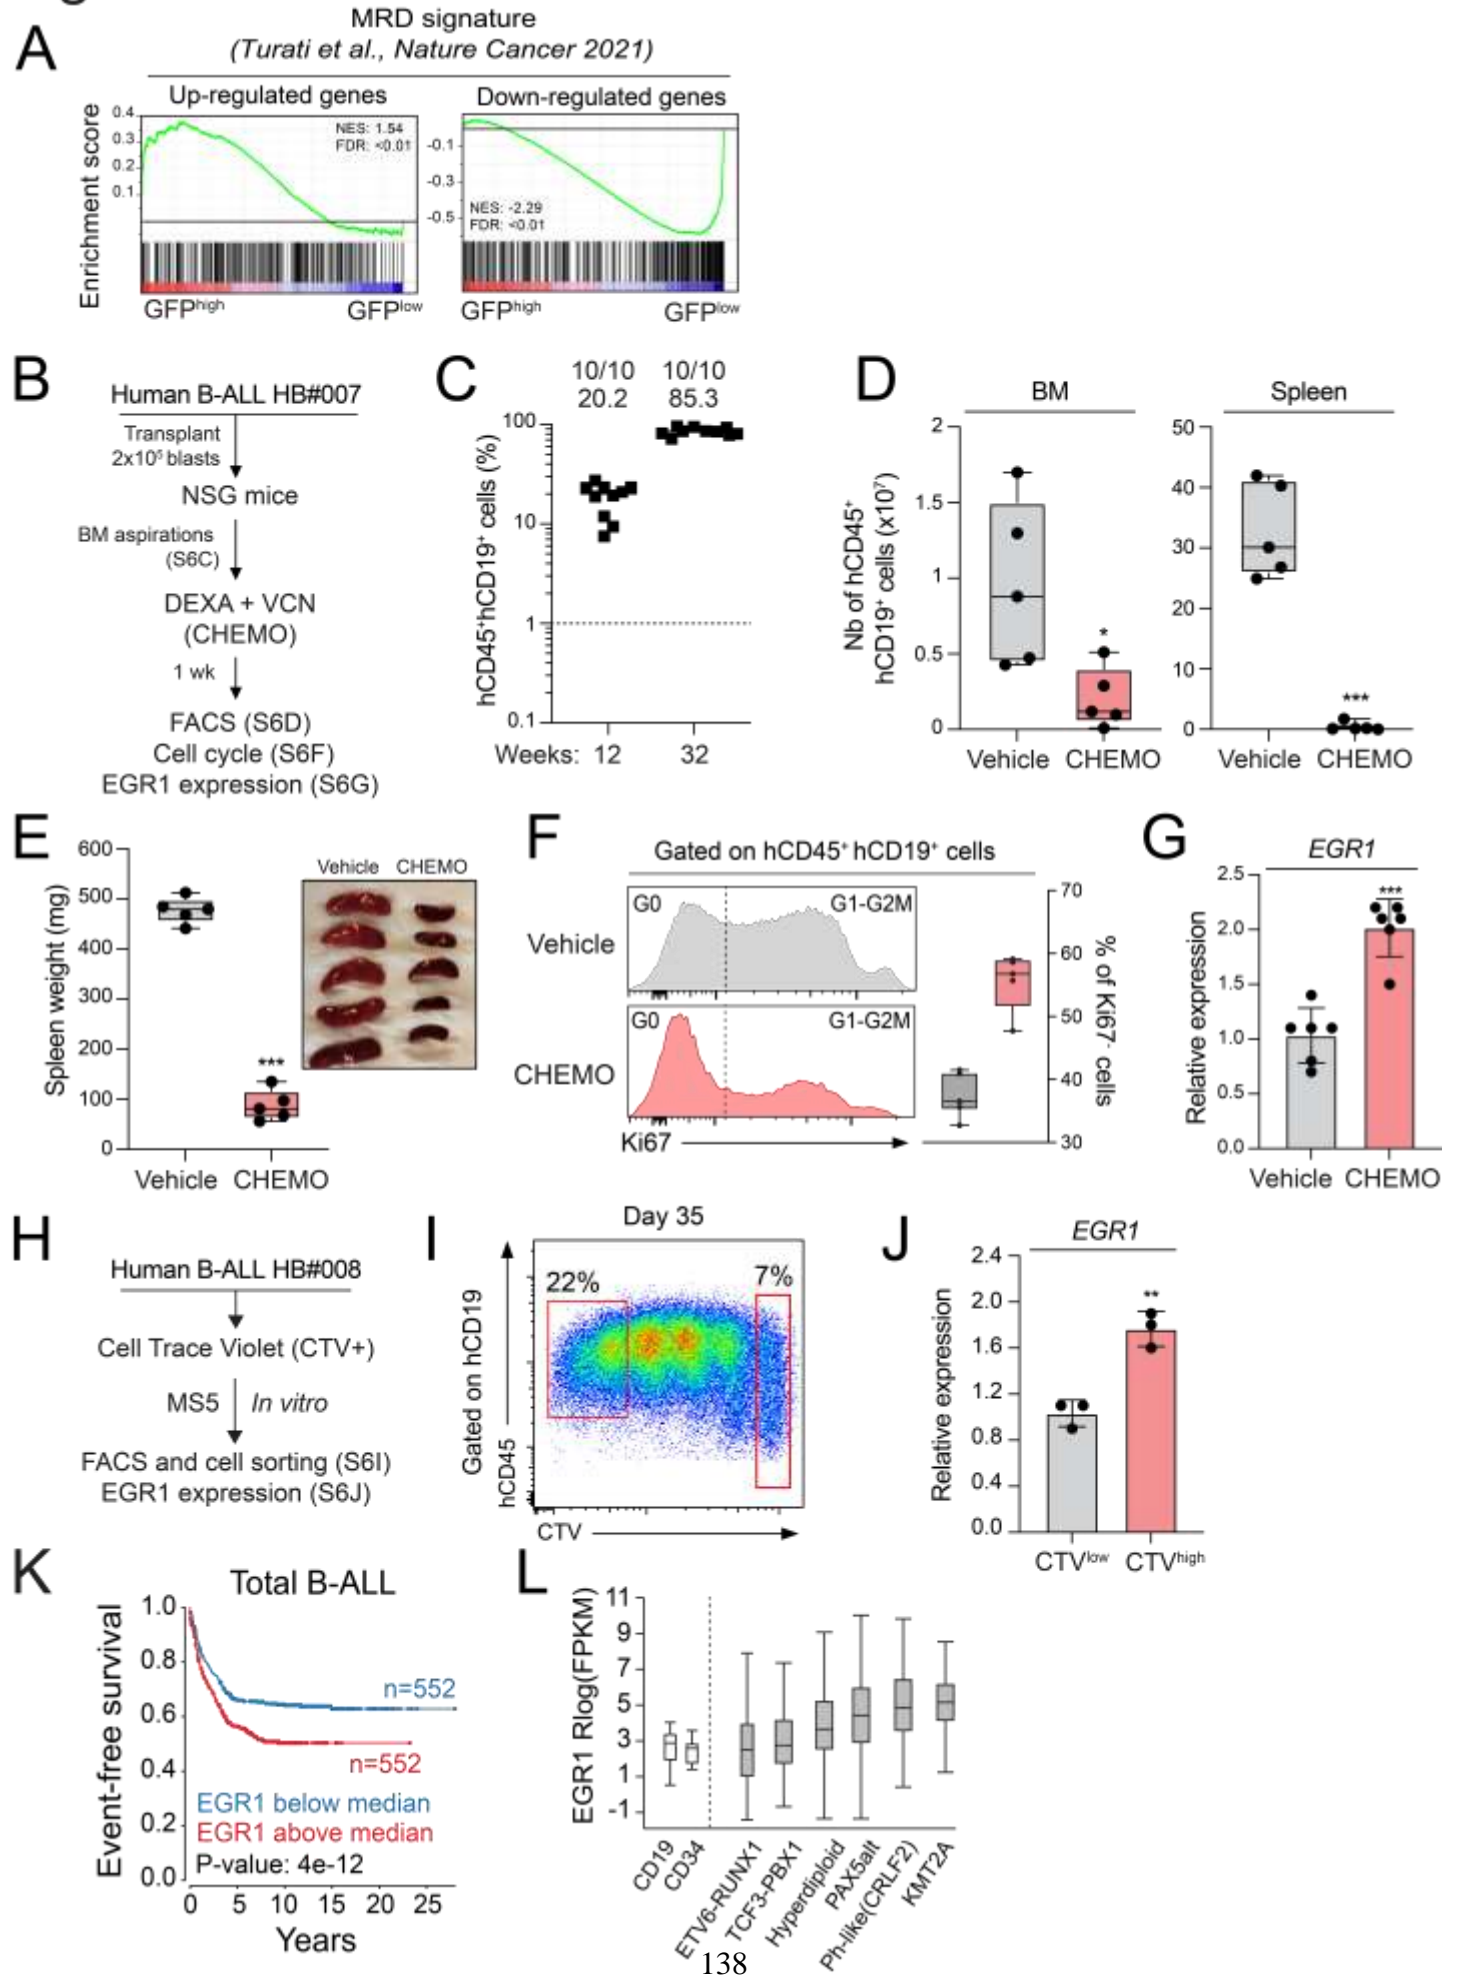 MRD signature
(Turati et al., Nature Cancer 2021)
A
Up-regulated genes
Down-regulated genes
Enrichment score
0.4
0.3
0.2
0.1
NES: 1.54
FDR: <0.01
-0.1
-0.3
-0.5
NES: -2.29
FDR: <0.01
GFPhigh
GFPlow
GFPhigh
GFPlow
B
Human B-ALL HB#007
Transplant
2x10⁵ blasts
NSG mice
BM aspirations
(S6C)
DEXA + VCN
(CHEMO)
1 wk
FACS (S6D)
Cell cycle (S6F)
EGR1 expression (S6G)
C
10/10 10/10
20.2 85.3
hCD45⁺hCD19⁺ cells (%)
100
10
1
0.1
Weeks: 12 32
D
BM
Spleen
Nb of hCD45⁺
hCD19⁺ cells (x10⁷)
2
1.5
1
0.5
0
*
Vehicle CHEMO
50
40
30
20
10
0
***
Vehicle CHEMO
E
Spleen weight (mg)
600
500
400
300
200
100
0
***
Vehicle CHEMO
Vehicle CHEMO
F
Gated on hCD45⁺ hCD19⁺ cells
Vehicle
G0 G1-G2M
CHEMO
G0 G1-G2M
Ki67
70
60
50
40
30
% of Ki67⁻ cells
G
EGR1
Relative expression
2.5
2.0
1.5
1.0
0.5
0.0
***
Vehicle CHEMO
H
Human B-ALL HB#008
Cell Trace Violet (CTV+)
MS5 In vitro
FACS and cell sorting (S6I)
EGR1 expression (S6J)
I
Day 35
Gated on hCD19
hCD45
22%
7%
CTV
J
EGR1
Relative expression
2.4
2.0
1.6
1.2
0.8
0.4
0.0
**
CTVlow CTVhigh
K
Total B-ALL
Event-free survival
1.0
0.8
0.6
0.4
0.2
0.0
n=552
n=552
EGR1 below median
EGR1 above median
P-value: 4e-12
0 5 10 15 20 25
Years
L
EGR1 Rlog(FPKM)
11
9
7
5
3
1
-1
CD19
CD34
ETV6-RUNX1
TCF3-PBX1
Hyperdiploid
PAX5alt
Ph-like(CRLF2)
KMT2A
138